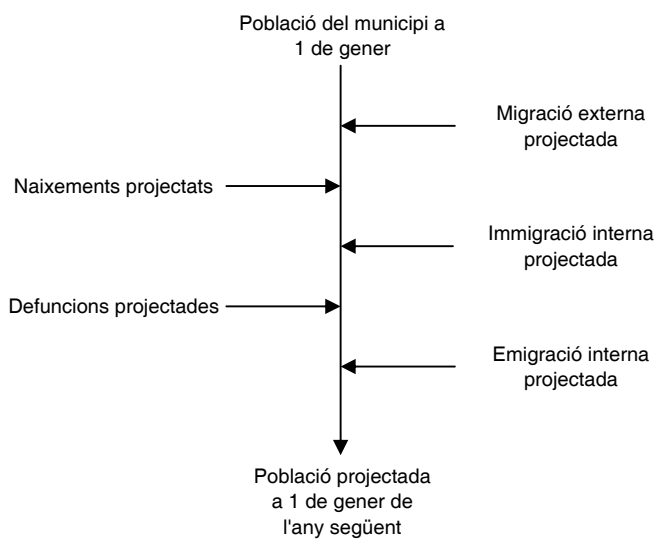 Població del municipi a
1 de gener
Migració externa
projectada
Naixements projectats
Immigració interna
projectada
Defuncions projectades
Emigració interna
projectada
Població projectada
a 1 de gener de
l'any següent